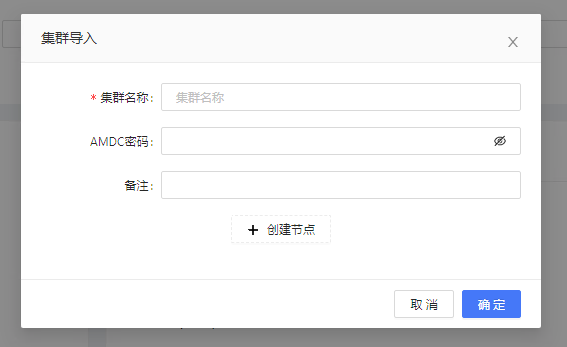 集群导入
* 集群名称: 集群名称
AMDC密码:
备注:
+ 创建节点
取消 确定